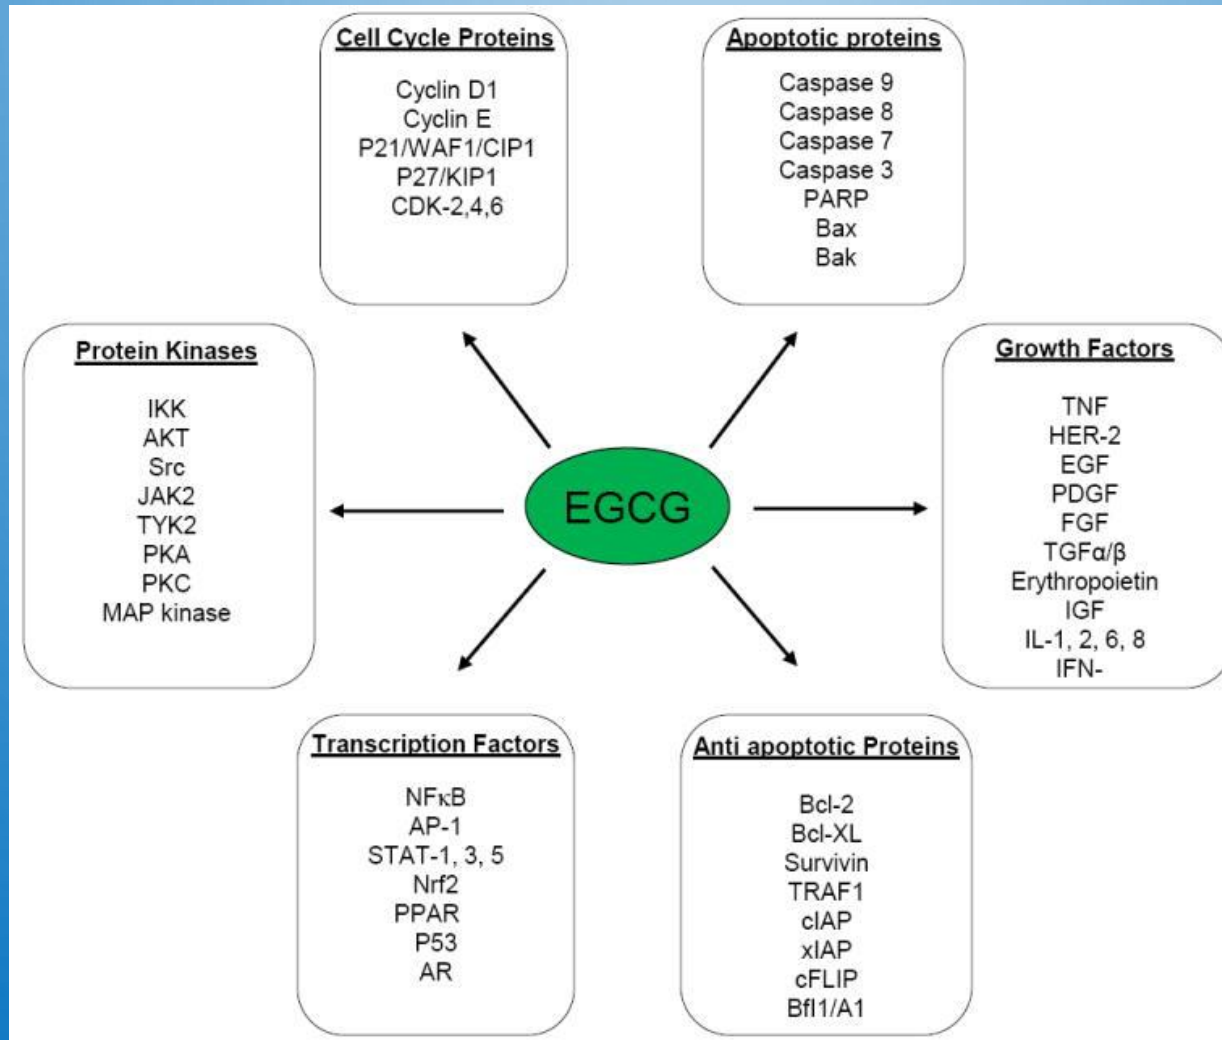 Cell Cycle Proteins
Cyclin D1
Cyclin E
P21/WAF1/CIP1
P27/KIP1
CDK-2,4,6
Apoptotic proteins
Caspase 9
Caspase 8
Caspase 7
Caspase 3
PARP
Bax
Bak
Protein Kinases
IKK
AKT
Src
JAK2
TYK2
PKA
PKC
MAP kinase
EGCG
Growth Factors
TNF
HER-2
EGF
PDGF
FGF
TGFα/β
Erythropoietin
IGF
IL-1, 2, 6, 8
IFN-
Transcription Factors
NFκB
AP-1
STAT-1, 3, 5
Nrf2
PPAR
P53
AR
Anti apoptotic Proteins
Bcl-2
Bcl-XL
Survivin
TRAF1
cIAP
xIAP
cFLIP
Bfl1/A1